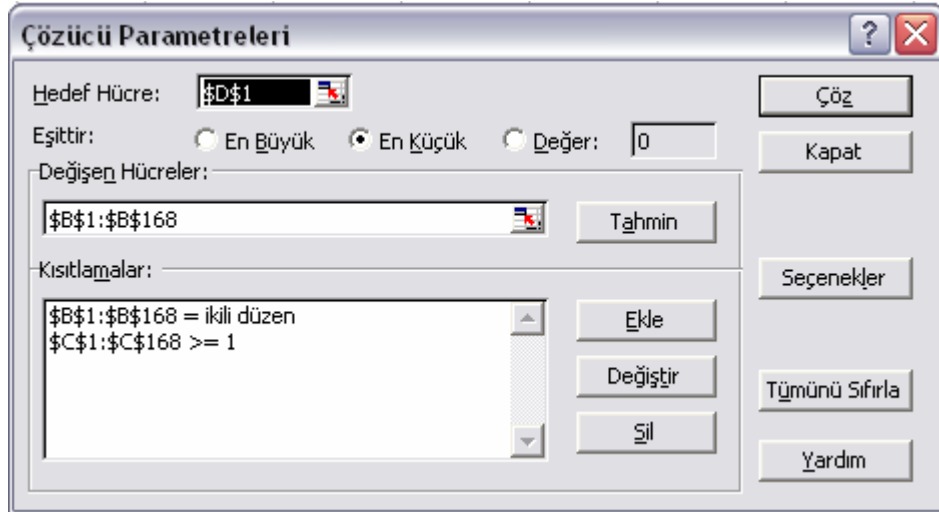 Çözücü Parametreleri
Hedef Hücre: $D$1
Çöz
Eşittir: En Büyük En Küçük Değer: 0
Kapat
Değişen Hücreler:
$B$1:$B$168
Tahmin
Kısıtlamalar:
Seçenekler
$B$1:$B$168 = ikili düzen
$C$1:$C$168 >= 1
Ekle
Değiştir
Tümünü Sıfırla
Sil
Yardım